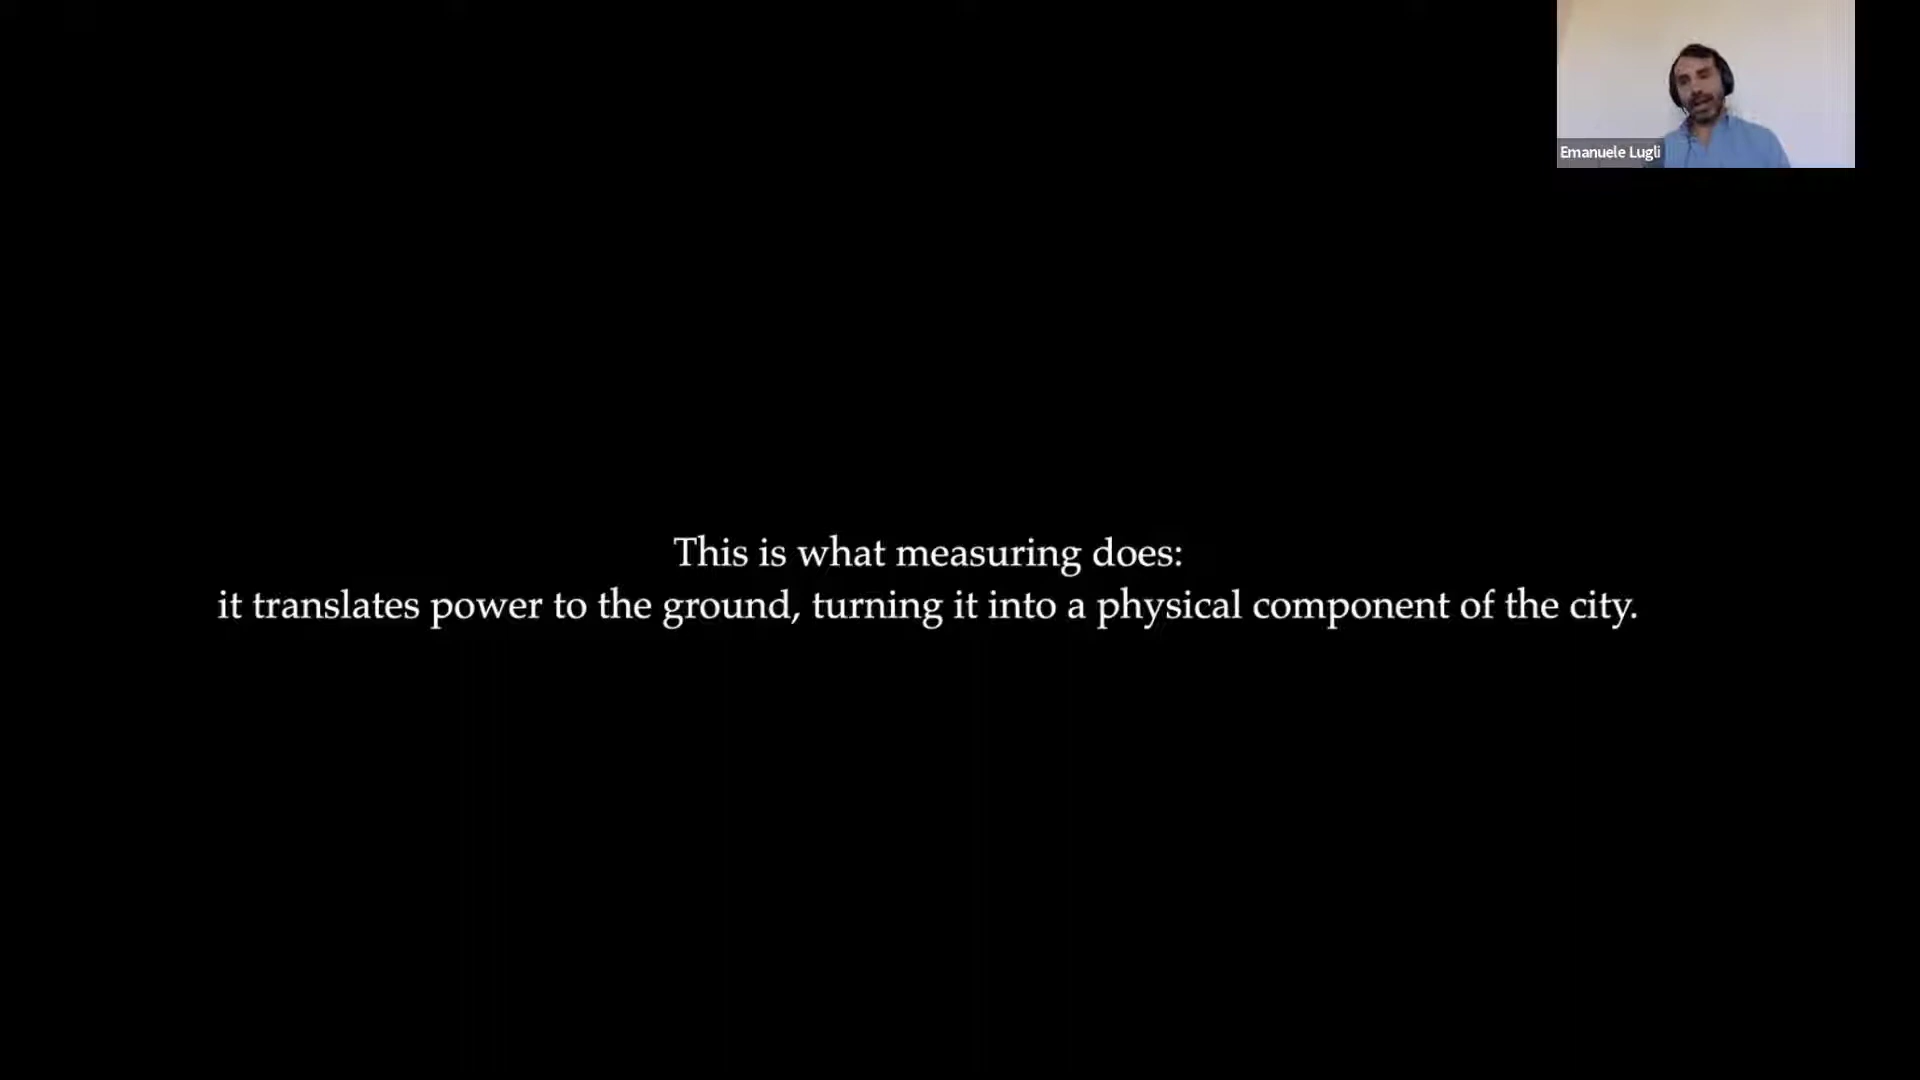 Emanuele Lugli
This is what measuring does:
it translates power to the ground, turning it into a physical component of the city.